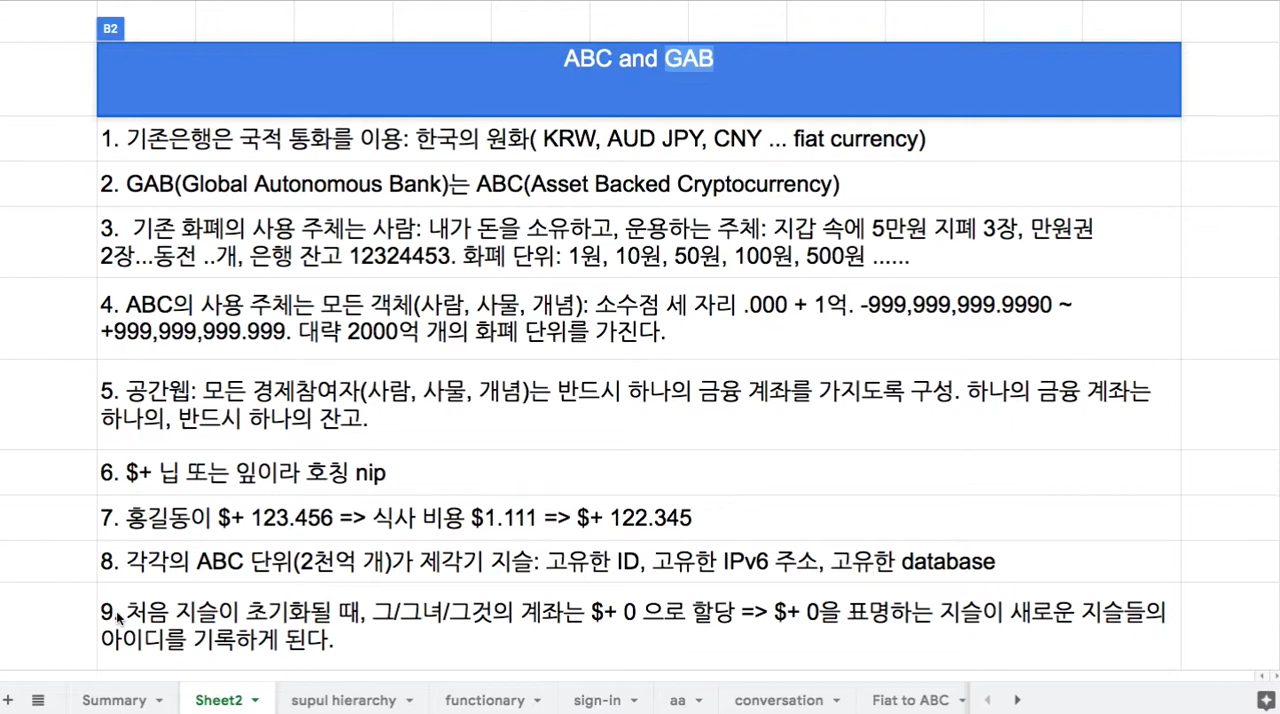 B2
ABC and GAB
1. 기존은행은 국적 통화를 이용: 한국의 원화( KRW, AUD JPY, CNY ... fiat currency)
2. GAB(Global Autonomous Bank)는 ABC(Asset Backed Cryptocurrency)
3.  기존 화폐의 사용 주체는 사람: 내가 돈을 소유하고, 운용하는 주체: 지갑 속에 5만원 지폐 3장, 만원권
2장...동전 ..개, 은행 잔고 12324453. 화폐 단위: 1원, 10원, 50원, 100원, 500원 ......
4. ABC의 사용 주체는 모든 객체(사람, 사물, 개념): 소수점 세 자리 .000 + 1억. -999,999,999.9990 ~
+999,999,999.999. 대략 2000억 개의 화폐 단위를 가진다.
5. 공간웹: 모든 경제참여자(사람, 사물, 개념)는 반드시 하나의 금융 계좌를 가지도록 구성. 하나의 금융 계좌는
하나의, 반드시 하나의 잔고.
6. $+ 닙 또는 잎이라 호칭 nip
7. 홍길동이 $+ 123.456 => 식사 비용 $1.111 => $+ 122.345
8. 각각의 ABC 단위(2천억 개)가 제각기 지슬: 고유한 ID, 고유한 IPv6 주소, 고유한 database
9. 처음 지슬이 초기화될 때, 그/그녀/그것의 계좌는 $+ 0 으로 할당 => $+ 0을 표명하는 지슬이 새로운 지슬들의
아이디를 기록하게 된다.
+ Summary Sheet2 supul hierarchy functionary sign-in aa conversation Fiat to ABC